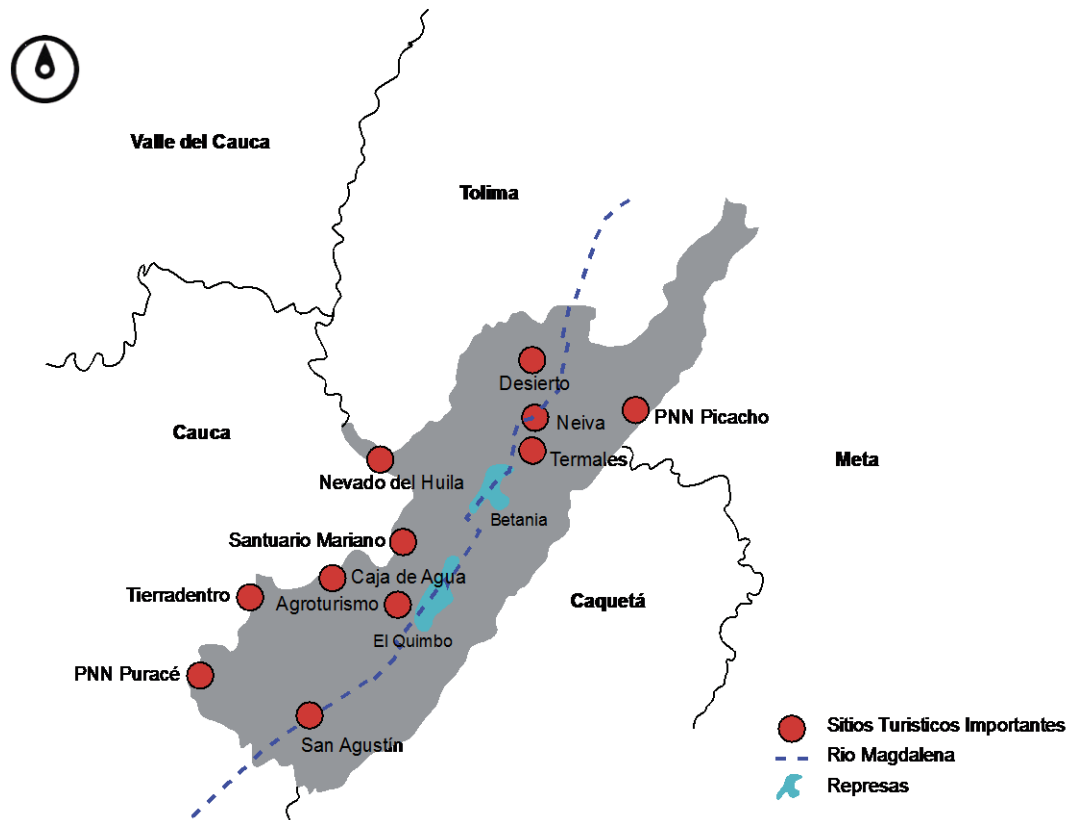 Valle del Cauca
Tolima
Desierto
Neiva
PNN Picacho
Cauca
Termales
Meta
Nevado del Huila
Betania
Santuario Mariano
Caja de Agua
Tierradentro
Agroturismo
Caquetá
El Quimbo
PNN Puracé
San Agustín
Sitios Turisticos Importantes
Rio Magdalena
Represas